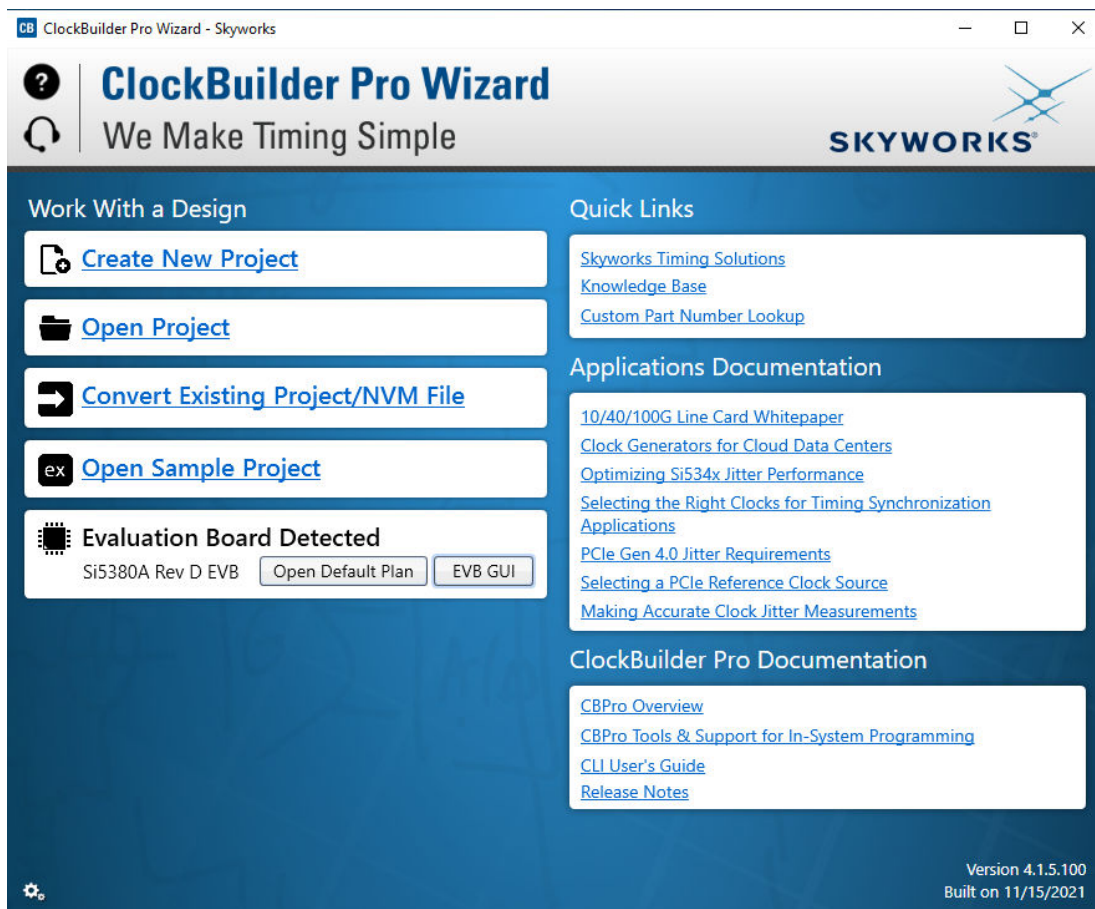 CB ClockBuilder Pro Wizard - Skyworks
?
ClockBuilder Pro Wizard
We Make Timing Simple
SKYWORKS®
Work With a Design
Create New Project
Open Project
Convert Existing Project/NVM File
ex Open Sample Project
Evaluation Board Detected
Si5380A Rev D EVB Open Default Plan EVB GUI
Quick Links
Skyworks Timing Solutions
Knowledge Base
Custom Part Number Lookup
Applications Documentation
10/40/100G Line Card Whitepaper
Clock Generators for Cloud Data Centers
Optimizing Si534x Jitter Performance
Selecting the Right Clocks for Timing Synchronization
Applications
PCIe Gen 4.0 Jitter Requirements
Selecting a PCIe Reference Clock Source
Making Accurate Clock Jitter Measurements
ClockBuilder Pro Documentation
CBPro Overview
CBPro Tools & Support for In-System Programming
CLI User's Guide
Release Notes
Version 4.1.5.100
Built on 11/15/2021